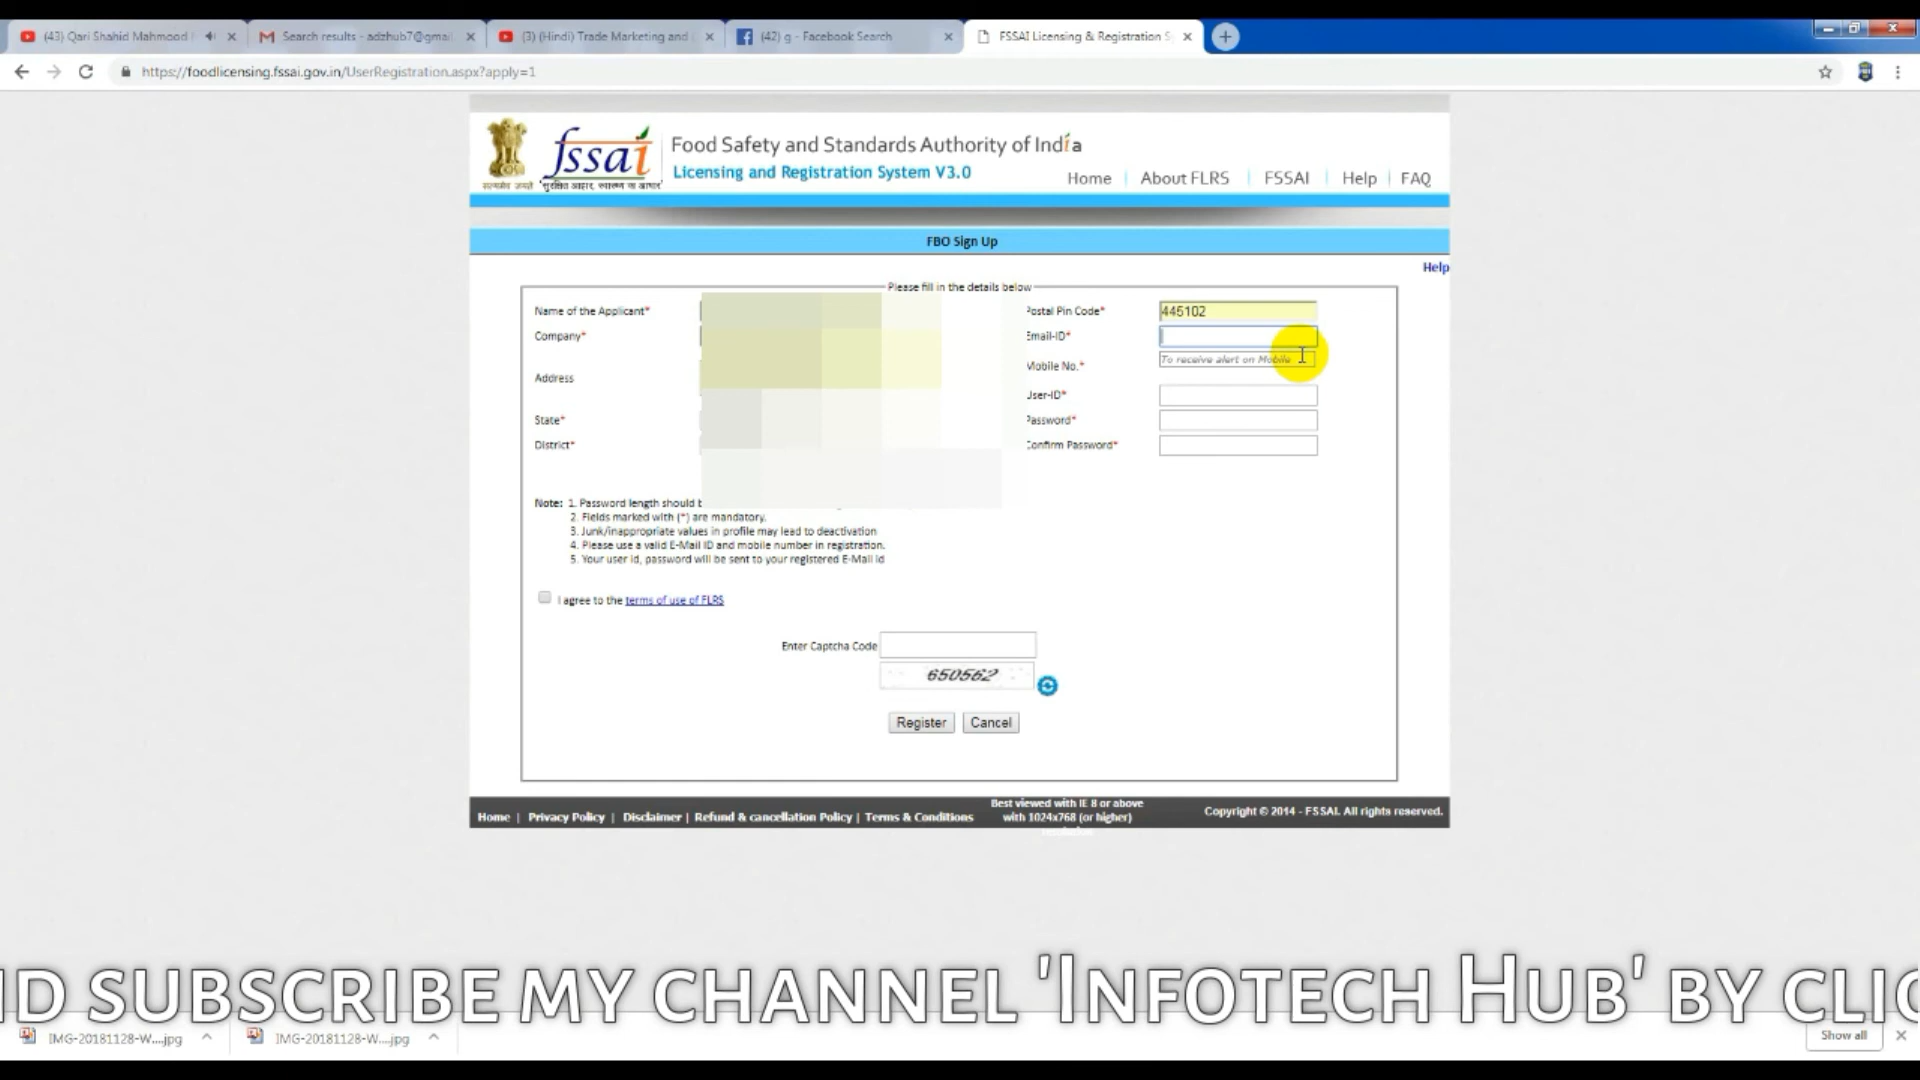 (43) Qari Shahid Mahmood
Search results - adzhub7@gmail
(3) (Hindi) Trade Marketing and
(42) g - Facebook Search
FSSAI Licensing & Registration S
https://foodlicensing.fssai.gov.in/UserRegistration.aspx?apply=1
सत्यमेव जयते
fssai
Food Safety and Standards Authority of India
Licensing and Registration System V3.0
Home | About FLRS | FSSAI | Help | FAQ
FBO Sign Up
Help
Please fill in the details below
Name of the Applicant*
Postal Pin Code* 445102
Company*
Email-ID*
To receive alert on Mobile
Mobile No.*
Address
User-ID*
State*
Password*
District*
Confirm Password*
Note: 1. Password length should
2. Fields marked with (*) are mandatory.
3. Junk/inappropriate values in profile may lead to deactivation
4. Please use a valid E-Mail ID and mobile number in registration.
5. Your user id, password will be sent to your registered E-Mail id
I agree to the terms of use of FLRS
Enter Captcha Code
650562
Register Cancel
Home | Privacy Policy | Disclaimer | Refund & cancellation Policy | Terms & Conditions
Best viewed with IE 8 or above
with 1024x768 (or higher)
Copyright © 2014 - FSSAI. All rights reserved.
SUBSCRIBE MY CHANNEL 'INFOTECH HUB' BY
IMG-20181128-W....jpg
IMG-20181128-W....jpg
Show all